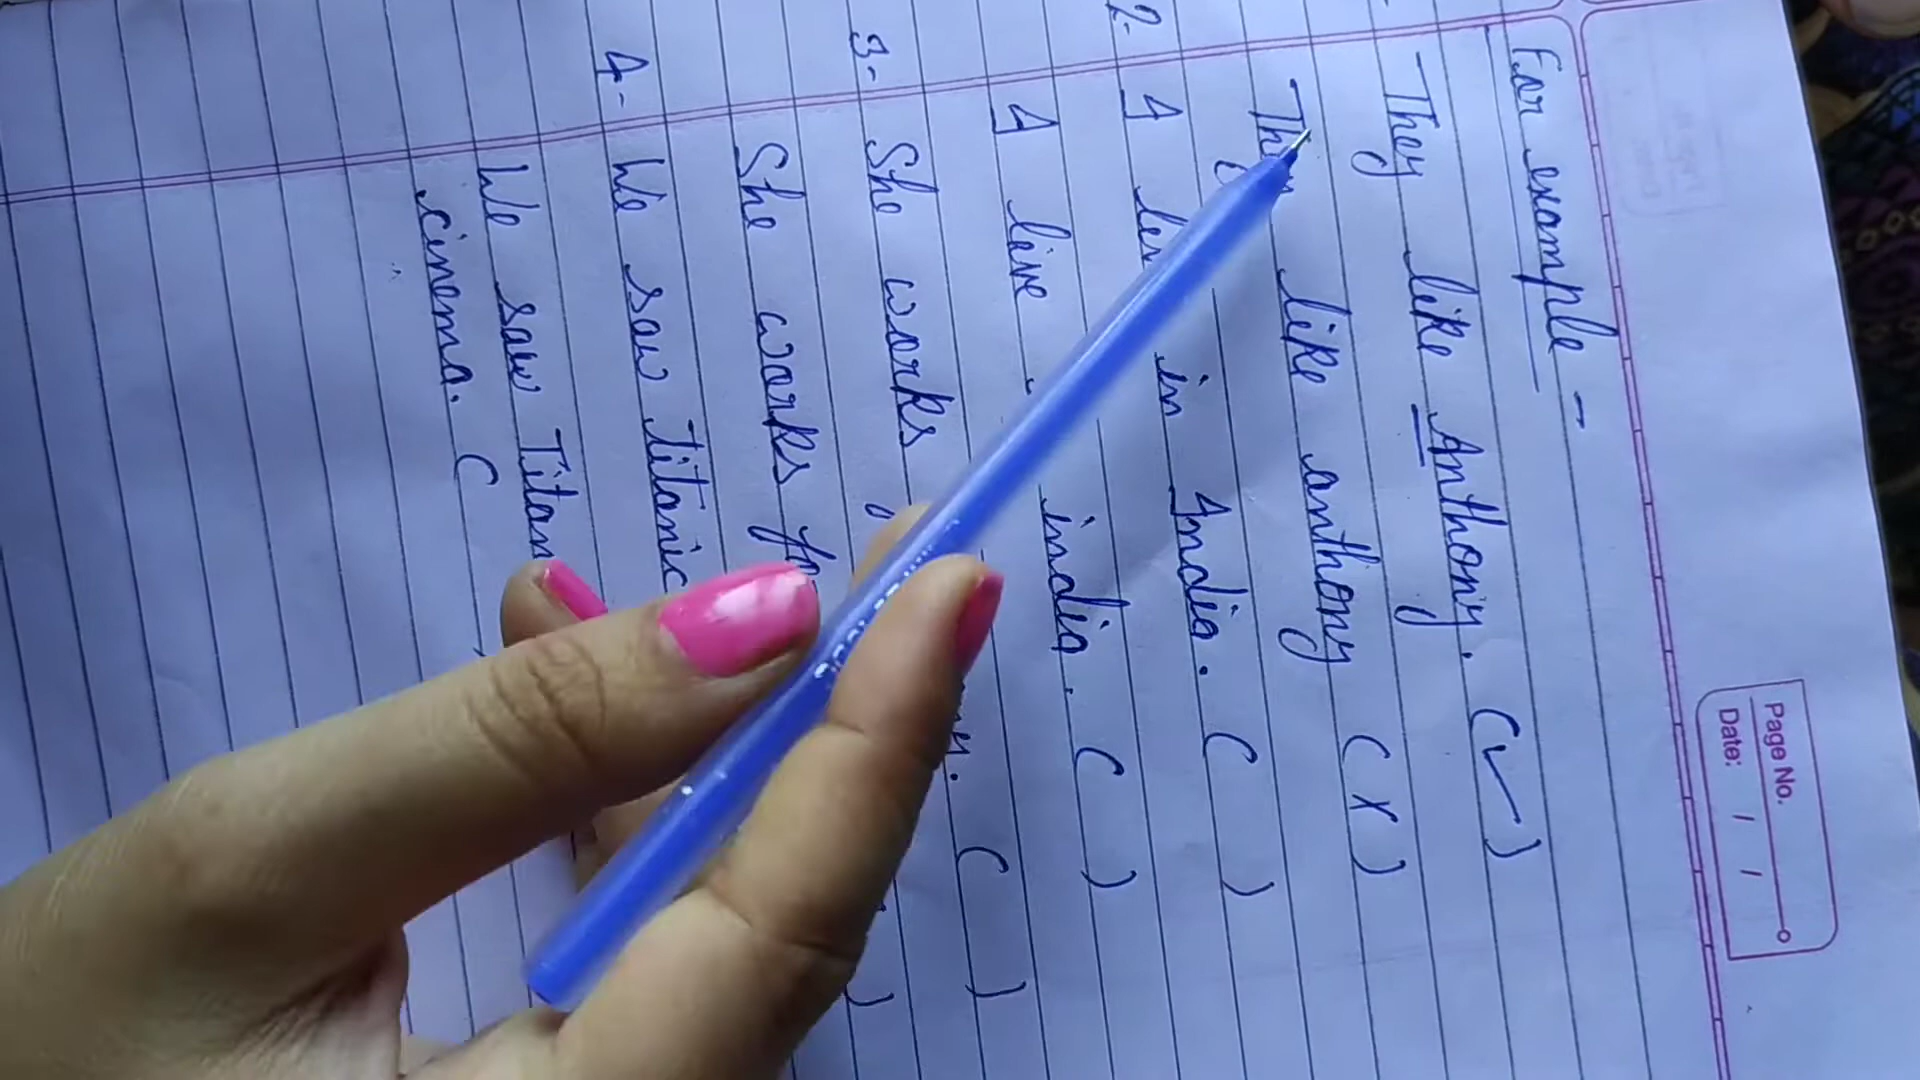 Page No.
Date: / /
For example -
They like Anthony. (✓)
They like anthony (x)
2. I in India. ( )
I live india. ( )
3- She works ny. ( )
She works )
4- We saw titanic
We saw Titan
cinema. (